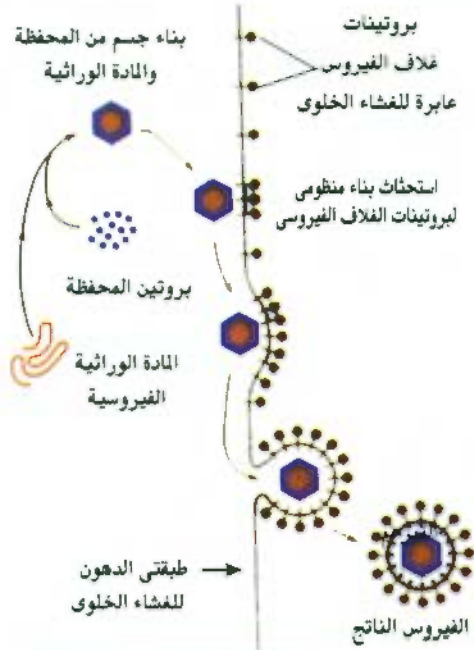 بناء جسم من المحفظة
والمادة الوراثية
بروتينات
غلاف الفيروس
عابرة للغشاء الخلوى
استحثاث بناء منظومى
لبروتينات الغلاف الفيروسى
بروتين المحفظة
المادة الوراثية
الفيروسية
طبقتى الدهون
للغشاء الخلوى
الفيروس الناتج